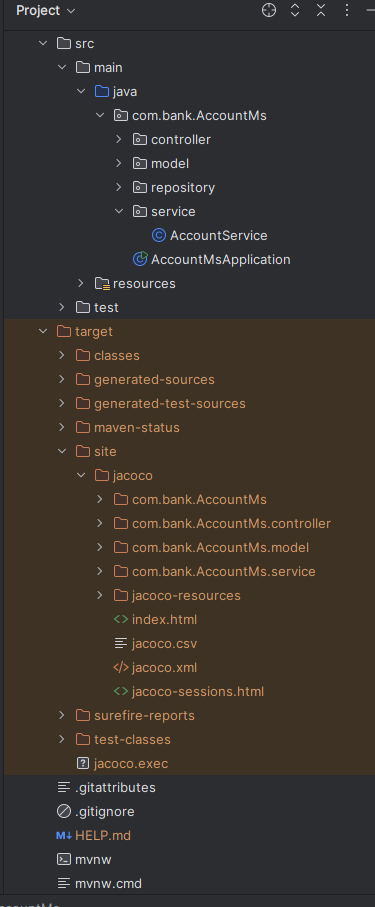 Project
src
main
java
com.bank.AccountMs
controller
model
repository
service
AccountService
AccountMsApplication
resources
test
target
classes
generated-sources
generated-test-sources
maven-status
site
jacoco
com.bank.AccountMs
com.bank.AccountMs.controller
com.bank.AccountMs.model
com.bank.AccountMs.service
jacoco-resources
index.html
jacoco.csv
jacoco.xml
jacoco-sessions.html
surefire-reports
test-classes
jacoco.exec
.gitattributes
.gitignore
M↓ HELP.md
mvnw
mvnw.cmd